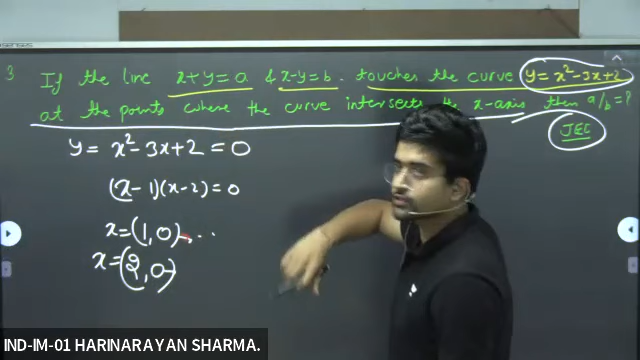 senses
3 If the line x+y=a & x-y=b. touches the curve y=x²-3x+2
at the points where the curve intersects the x-axis then a/b=?
JEE
y = x²-3x+2 = 0
(x-1)(x-2)=0
x=(1,0),..
x=(2,0)
IND-IM-01 HARINARAYAN SHARMA.